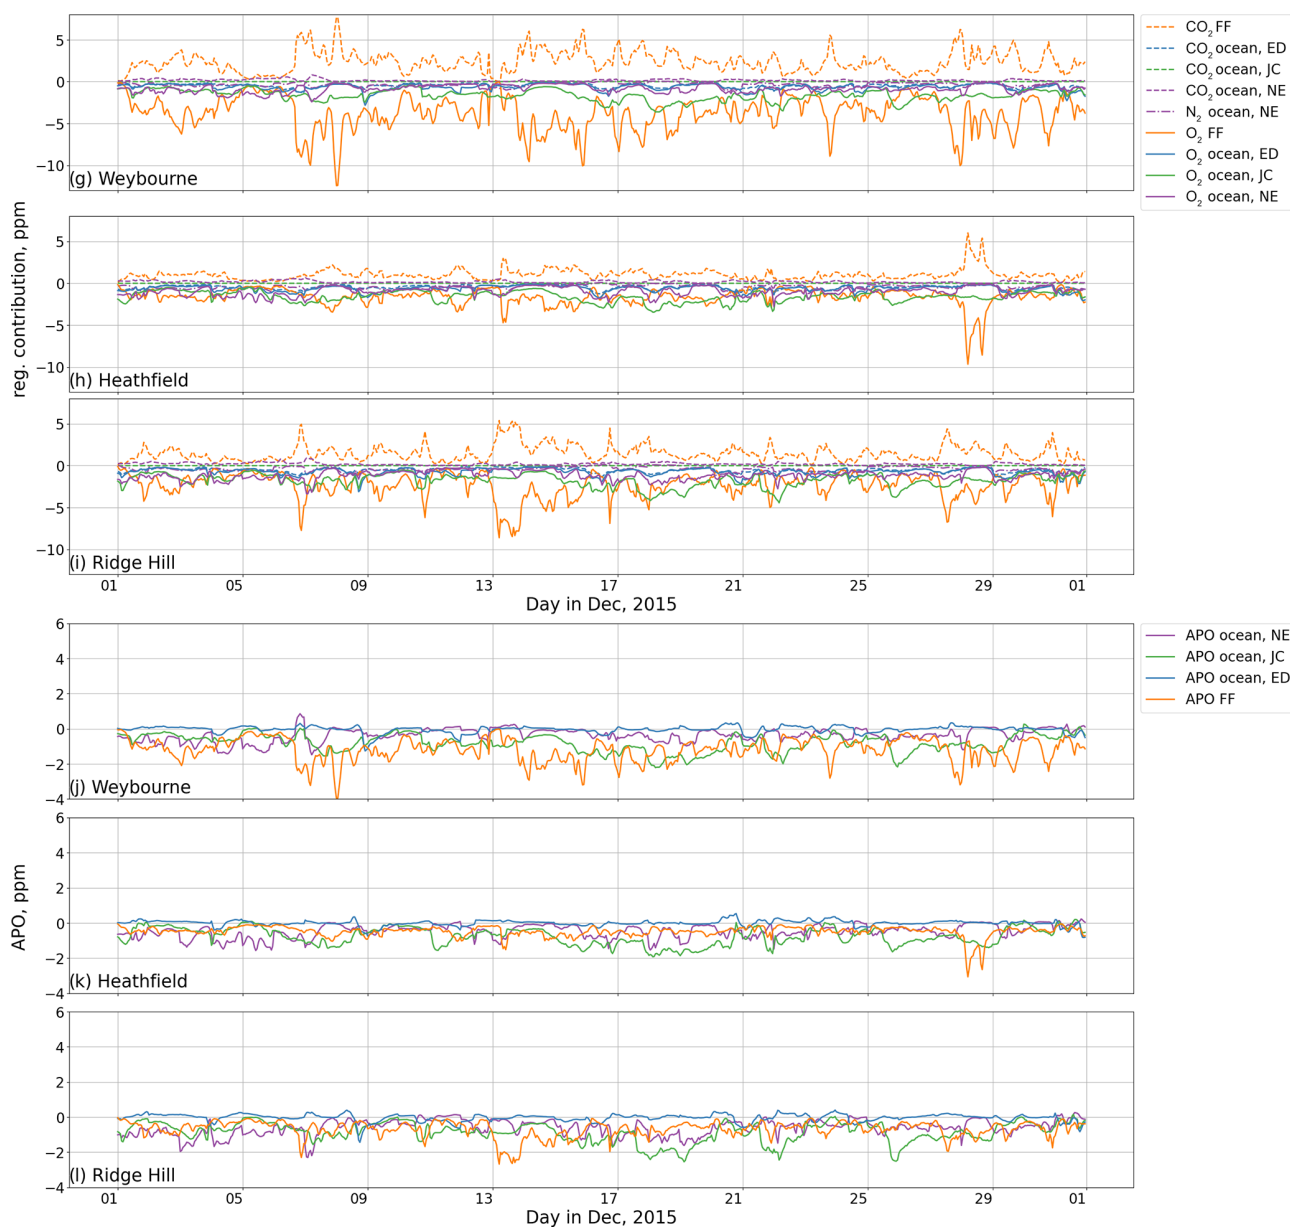 5
0
−5
−10
(g) Weybourne
CO₂ FF
CO₂ ocean, ED
CO₂ ocean, JC
CO₂ ocean, NE
N₂ ocean, NE
O₂ FF
O₂ ocean, ED
O₂ ocean, JC
O₂ ocean, NE
reg. contribution, ppm
5
0
−5
−10
(h) Heathfield
5
0
−5
−10
(i) Ridge Hill
01 05 09 13 17 21 25 29 01
Day in Dec, 2015
6
4
2
0
−2
−4
(j) Weybourne
APO ocean, NE
APO ocean, JC
APO ocean, ED
APO FF
APO, ppm
6
4
2
0
−2
−4
(k) Heathfield
6
4
2
0
−2
−4
(l) Ridge Hill
01 05 09 13 17 21 25 29 01
Day in Dec, 2015